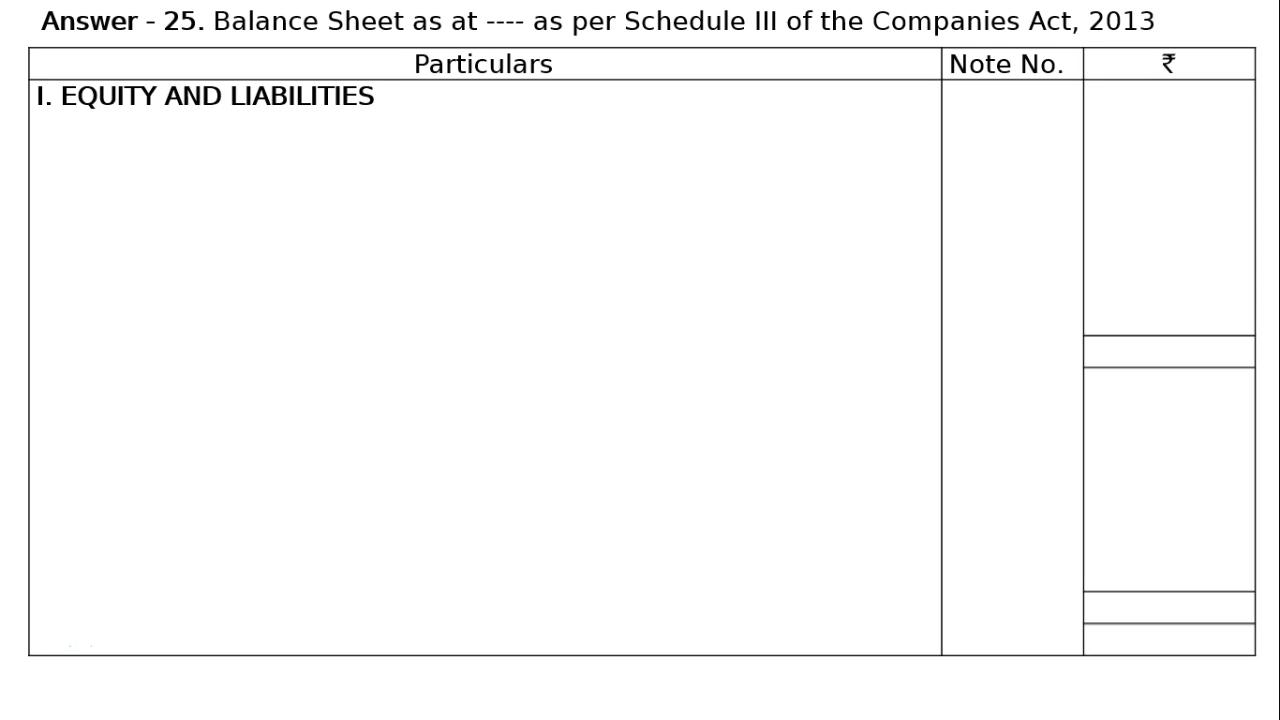 Answer - 25. Balance Sheet as at ---- as per Schedule III of the Companies Act, 2013
Particulars Note No. ₹
I. EQUITY AND LIABILITIES